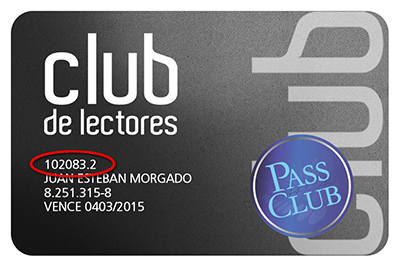 club
de lectores
102083.2
JUAN ESTEBAN MORGADO
8.251.315-8
VENCE 0403/2015
PASS
CLUB
club